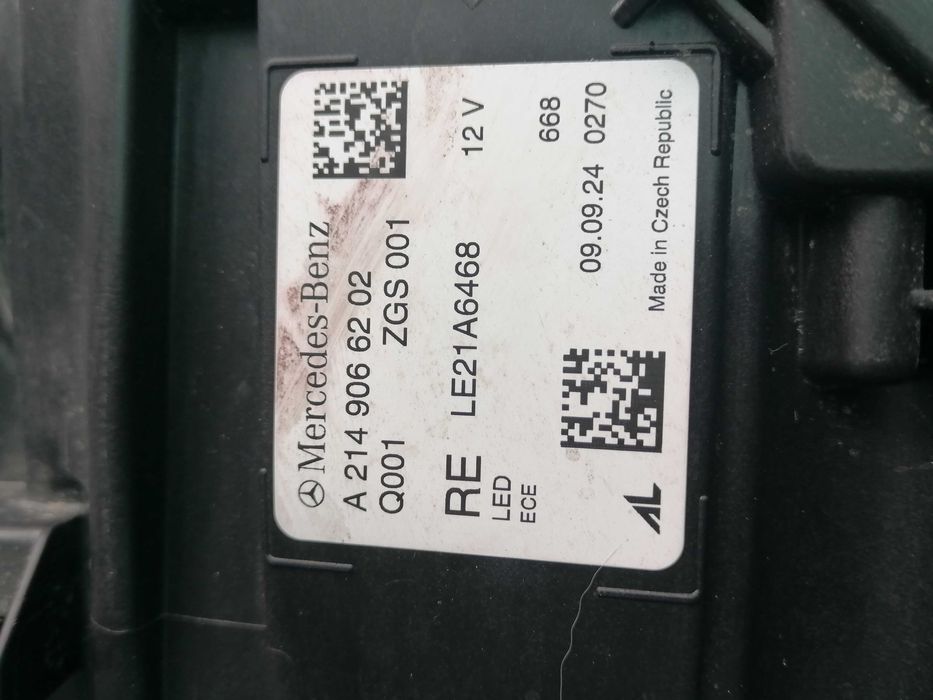 Mercedes-Benz
A 214 906 62 02
Q001 ZGS 001
RE LE21A6468 12 V
LED
ECE
668
09.09.24 0270
Made in Czech Republic
AL